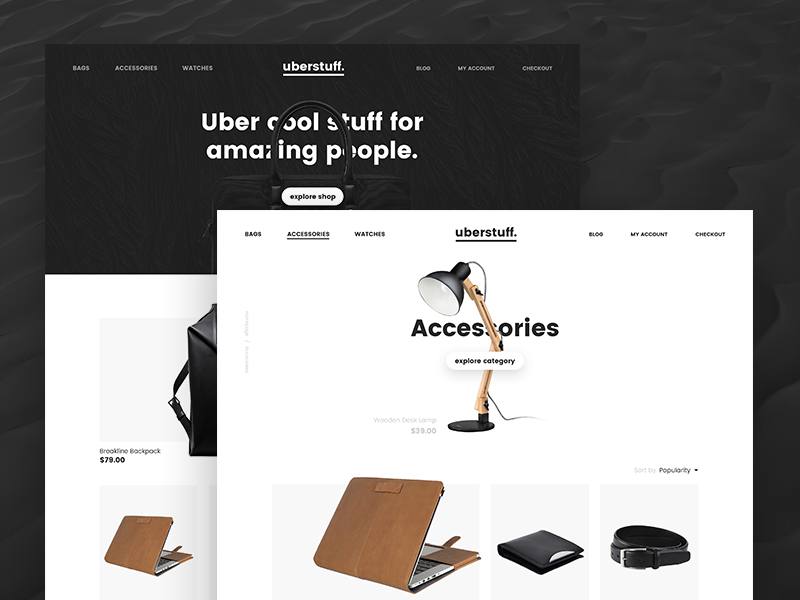 BAGS
ACCESSORIES
WATCHES
uberstuff.
BLOG
MY ACCOUNT
CHECKOUT
Uber cool stuff for
amazing people.
explore shop
Brookline Backpack
$79.00
BAGS
ACCESSORIES
WATCHES
uberstuff.
BLOG
MY ACCOUNT
CHECKOUT
Accessories
explore category
Wooden Desk Lamp
$39.00
Sort by Popularity